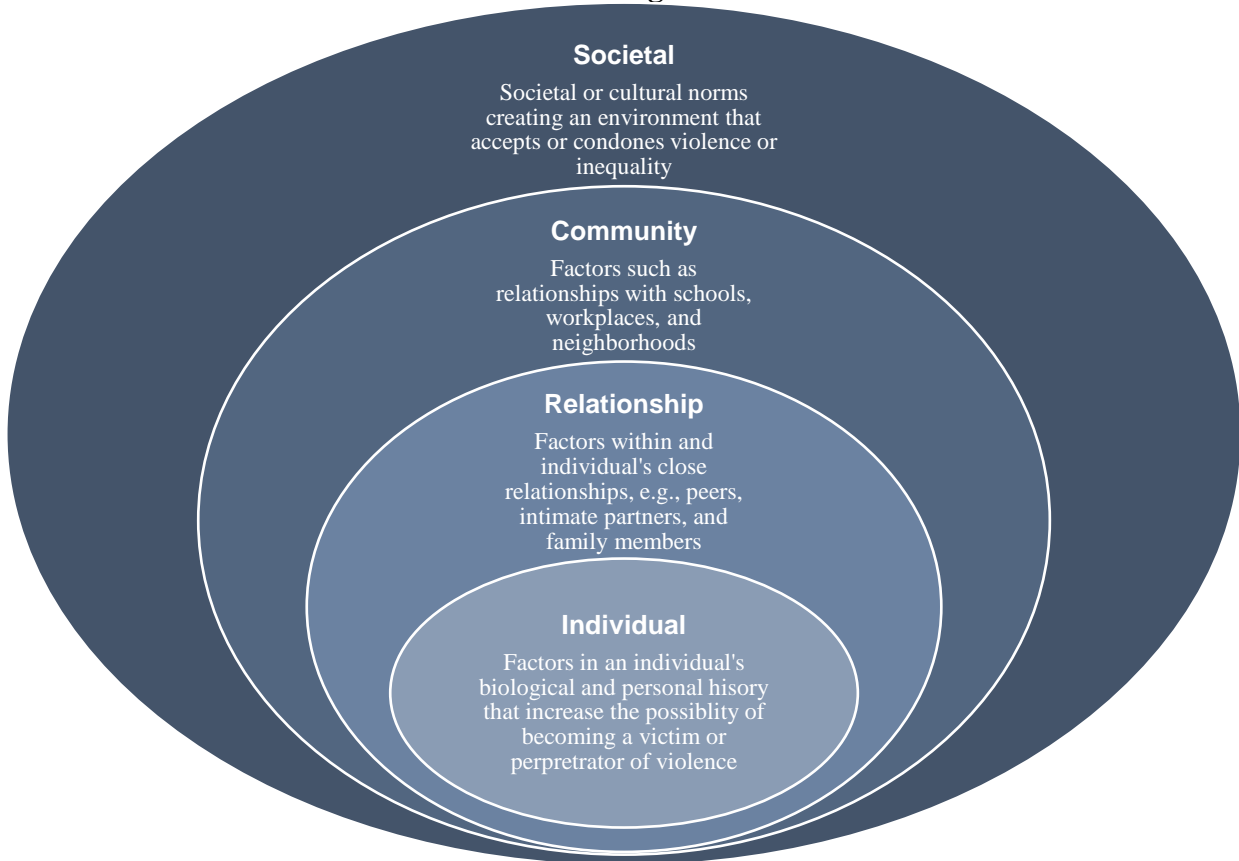 Societal
Societal or cultural norms
creating an environment that
accepts or condones violence or
inequality
Community
Factors such as
relationships with schools,
workplaces, and
neighborhoods
Relationship
Factors within and
individual's close
relationships, e.g., peers,
intimate partners, and
family members
Individual
Factors in an individual's
biological and personal hisory
that increase the possiblity of
becoming a victim or
perpretrator of violence